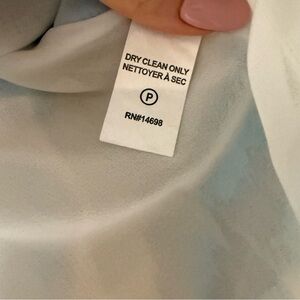 DRY CLEAN ONLY
NETTOYER À SEC
P
RN#14698